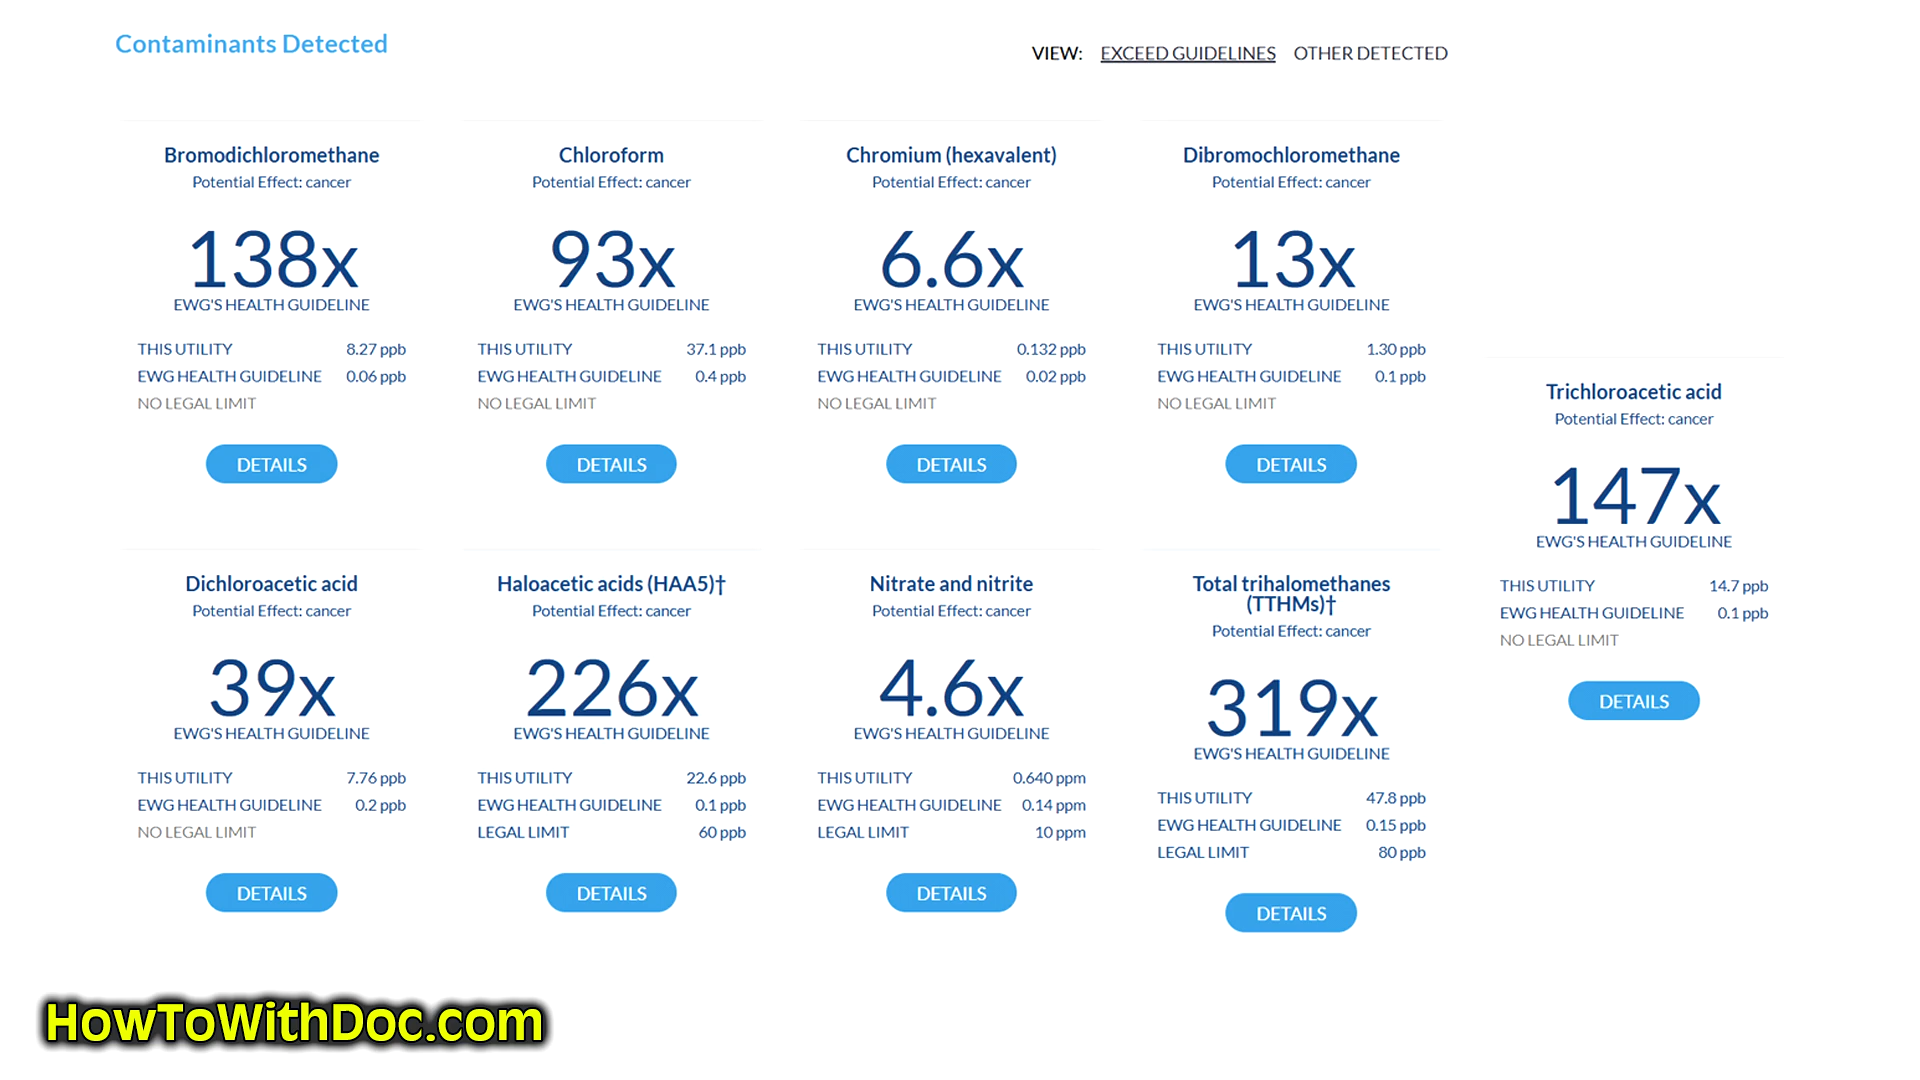 Contaminants Detected
VIEW: EXCEED GUIDELINES OTHER DETECTED
Bromodichloromethane
Potential Effect: cancer
138x
EWG'S HEALTH GUIDELINE
THIS UTILITY 8.27 ppb
EWG HEALTH GUIDELINE 0.06 ppb
NO LEGAL LIMIT
DETAILS
Chloroform
Potential Effect: cancer
93x
EWG'S HEALTH GUIDELINE
THIS UTILITY 37.1 ppb
EWG HEALTH GUIDELINE 0.4 ppb
NO LEGAL LIMIT
DETAILS
Chromium (hexavalent)
Potential Effect: cancer
6.6x
EWG'S HEALTH GUIDELINE
THIS UTILITY 0.132 ppb
EWG HEALTH GUIDELINE 0.02 ppb
NO LEGAL LIMIT
DETAILS
Dibromochloromethane
Potential Effect: cancer
13x
EWG'S HEALTH GUIDELINE
THIS UTILITY 1.30 ppb
EWG HEALTH GUIDELINE 0.1 ppb
NO LEGAL LIMIT
DETAILS
Dichloroacetic acid
Potential Effect: cancer
39x
EWG'S HEALTH GUIDELINE
THIS UTILITY 7.76 ppb
EWG HEALTH GUIDELINE 0.2 ppb
NO LEGAL LIMIT
DETAILS
Haloacetic acids (HAA5)†
Potential Effect: cancer
226x
EWG'S HEALTH GUIDELINE
THIS UTILITY 22.6 ppb
EWG HEALTH GUIDELINE 0.1 ppb
LEGAL LIMIT 60 ppb
DETAILS
Nitrate and nitrite
Potential Effect: cancer
4.6x
EWG'S HEALTH GUIDELINE
THIS UTILITY 0.640 ppm
EWG HEALTH GUIDELINE 0.14 ppm
LEGAL LIMIT 10 ppm
DETAILS
Total trihalomethanes
(TTHMs)†
Potential Effect: cancer
319x
EWG'S HEALTH GUIDELINE
THIS UTILITY 47.8 ppb
EWG HEALTH GUIDELINE 0.15 ppb
LEGAL LIMIT 80 ppb
DETAILS
Trichloroacetic acid
Potential Effect: cancer
147x
EWG'S HEALTH GUIDELINE
THIS UTILITY 14.7 ppb
EWG HEALTH GUIDELINE 0.1 ppb
NO LEGAL LIMIT
DETAILS
HowToWithDoc.com